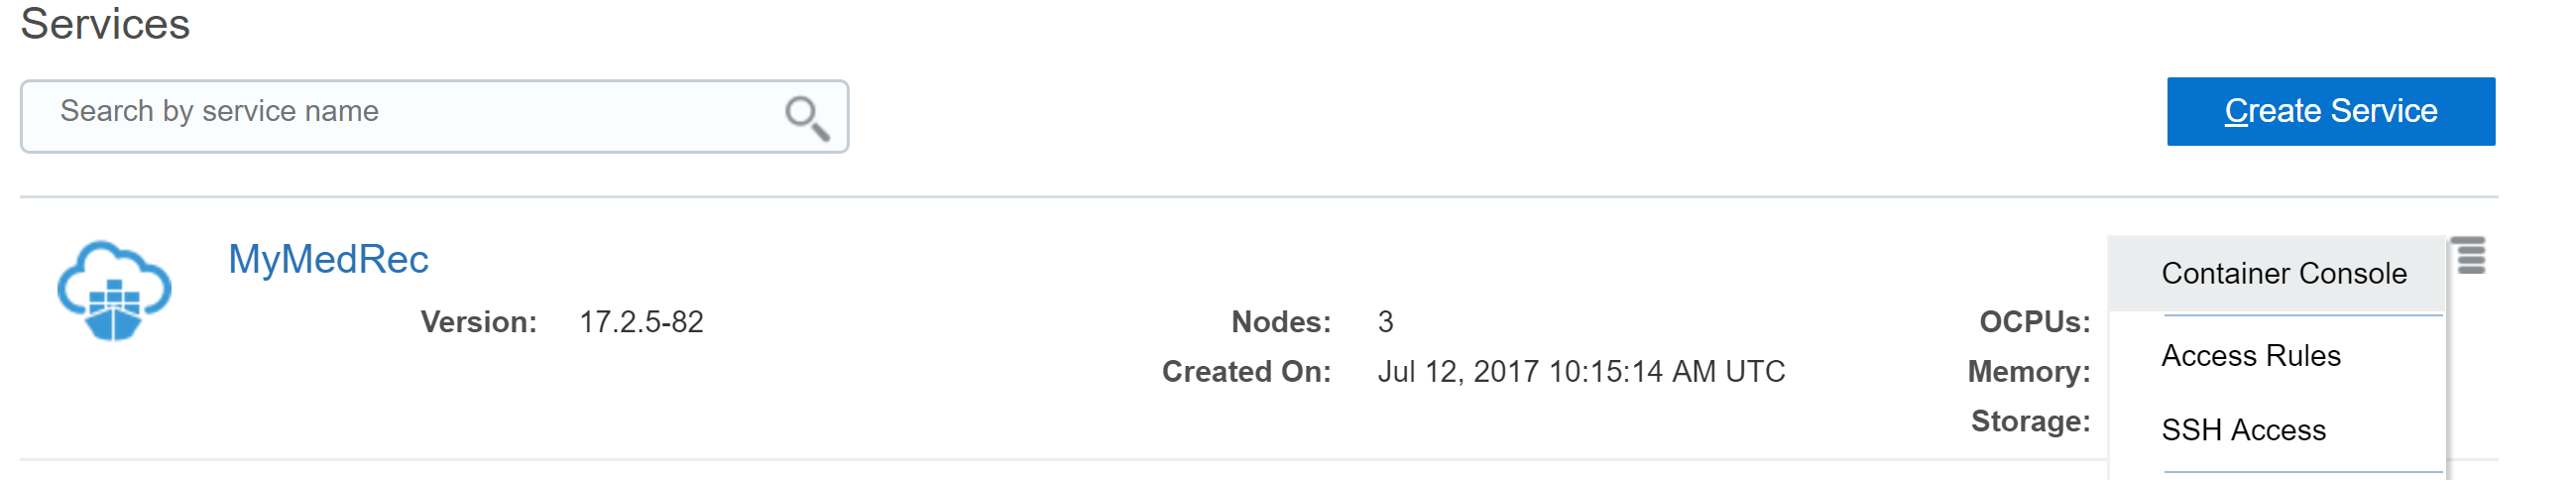 Services
Search by service name
Create Service
MyMedRec
Container Console
Version: 17.2.5-82 Nodes: 3 OCPUs:
Access Rules
Created On: Jul 12, 2017 10:15:14 AM UTC Memory:
Storage:
SSH Access